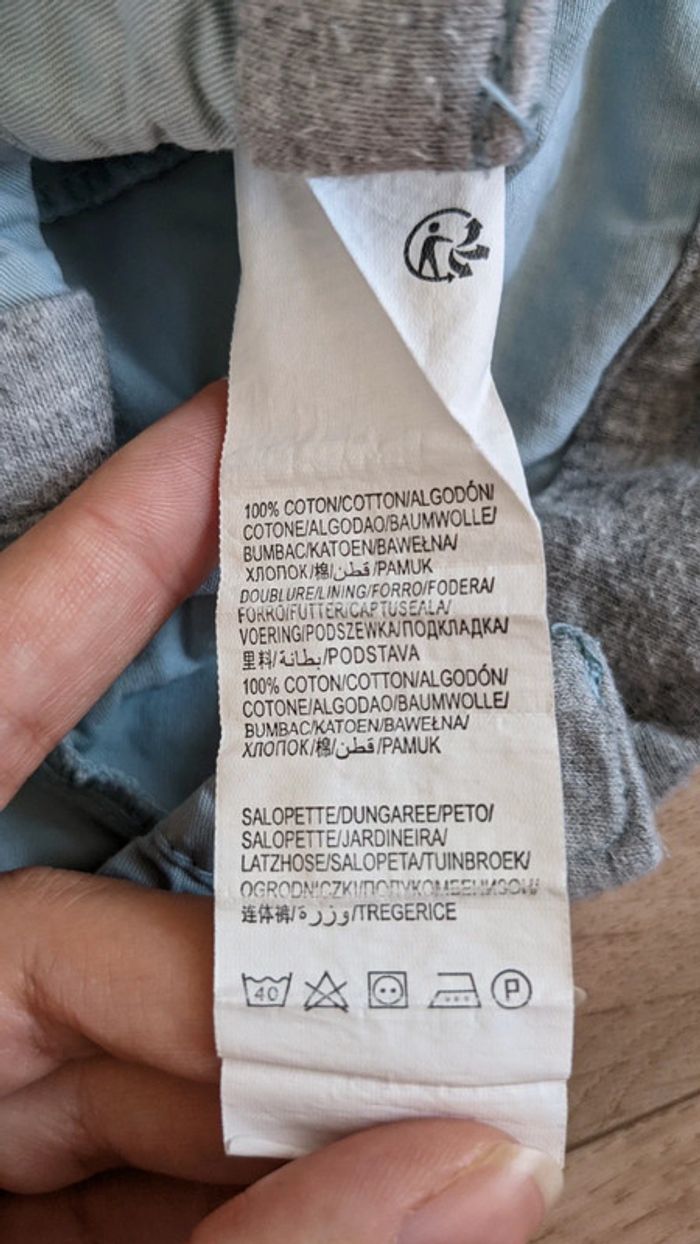 100% COTON/COTTON/ALGODÓN/
COTONE/ALGODAO/BAUMWOLLE/
BUMBAC/KATOEN/BAWEŁNA/
ХЛОПОК/棉/قطن/PAMUK
DOUBLURE/LINING/FORRO/FODERA/
FORRO/FUTTER/CAPTUSEALA/
VOERING/PODSZEWKA/ПОДКЛАДКА/
里料/بطانة/PODSTAVA
100% COTON/COTTON/ALGODÓN/
COTONE/ALGODAO/BAUMWOLLE/
BUMBAC/KATOEN/BAWEŁNA/
ХЛОПОК/棉/قطن/PAMUK
SALOPETTE/DUNGAREE/PETO/
SALOPETTE/JARDINEIRA/
LATZHOSE/SALOPETA/TUINBROEK/
OGRODNICZKI/
连体裤/وزرة/TREGERICE
40 P